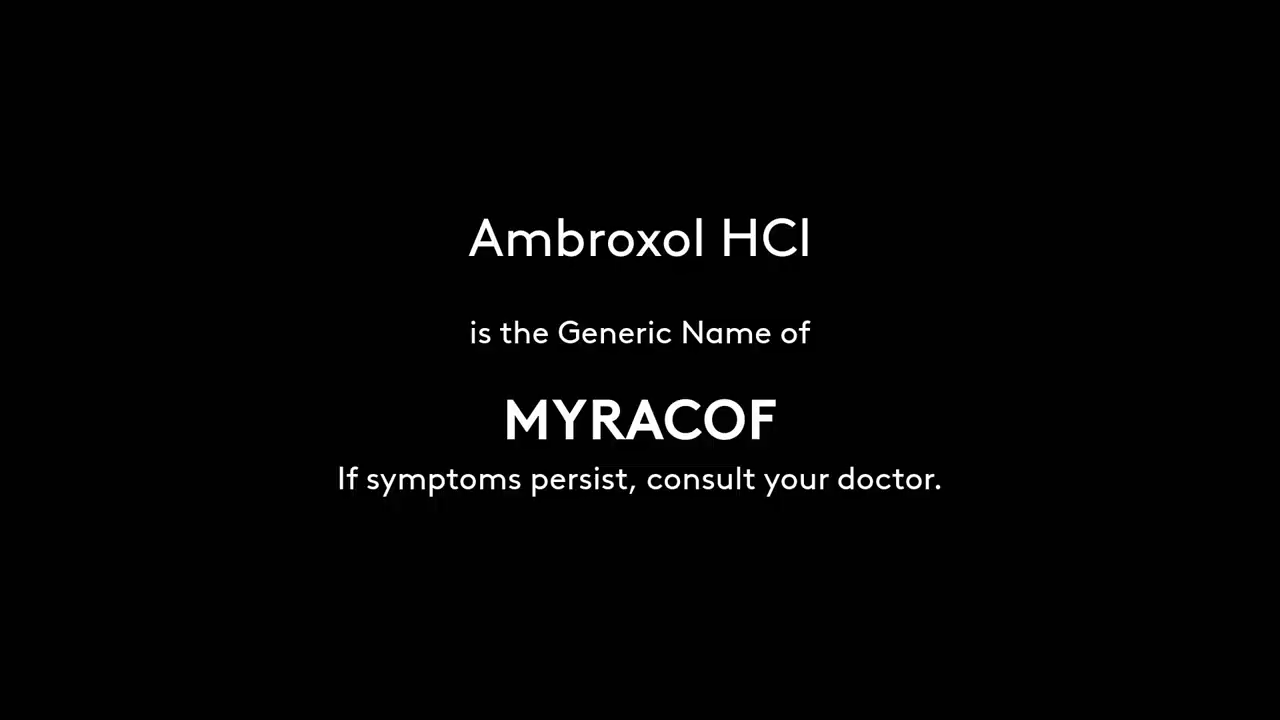 Ambroxol HCl
is the Generic Name of
MYRACOF
If symptoms persist, consult your doctor.